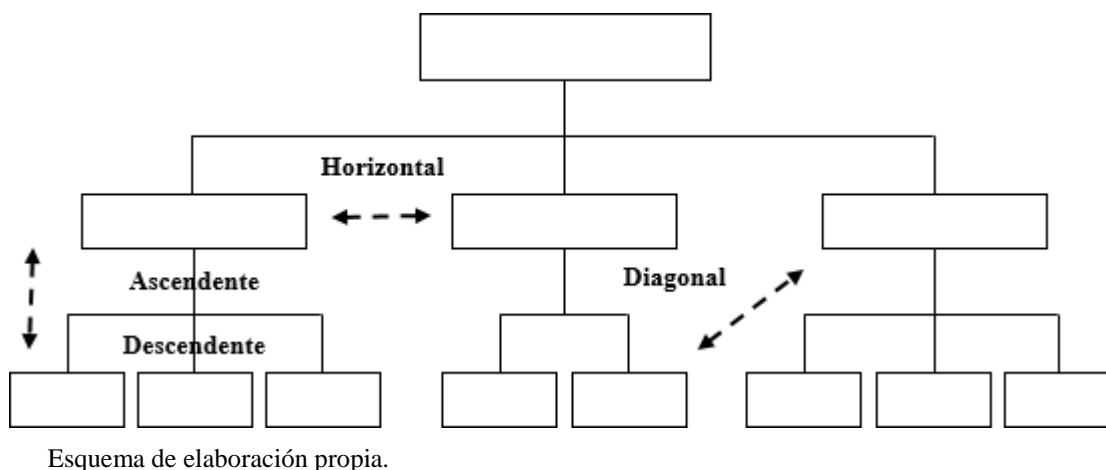 Horizontal
Ascendente
Diagonal
Descendente
Esquema de elaboración propia.